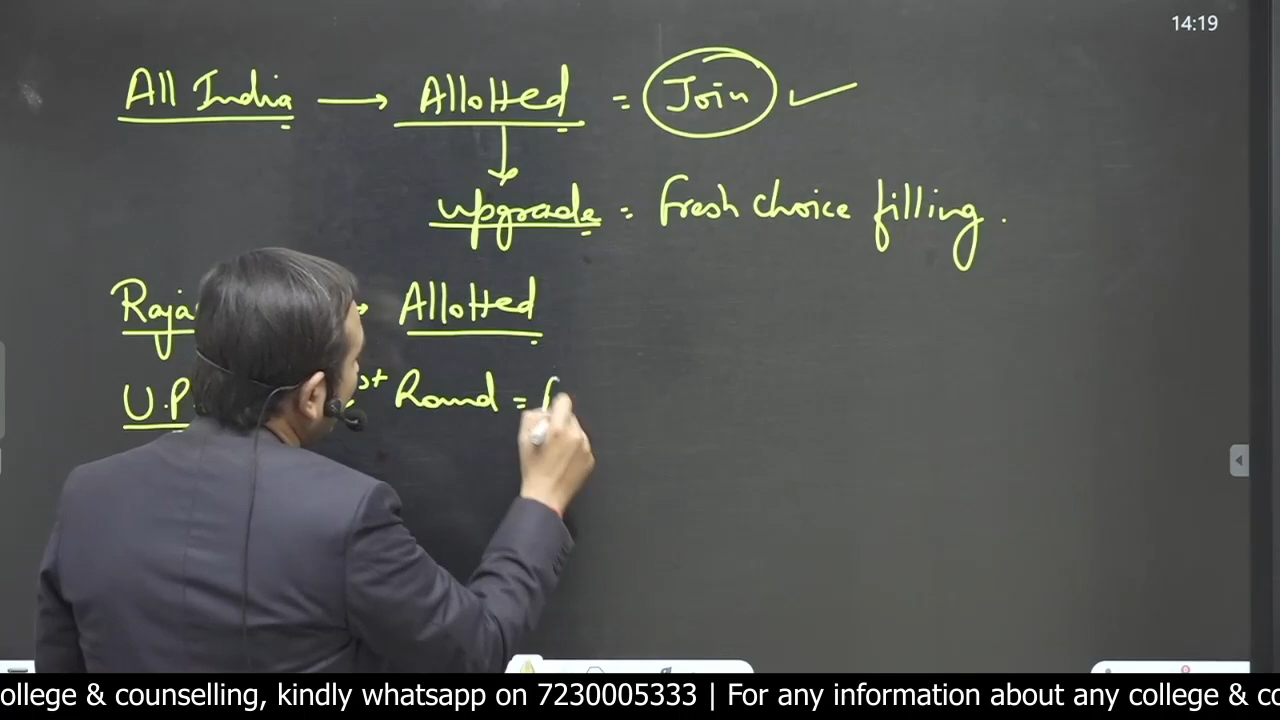 14:19
All India → Allotted = Join ✓
↓
upgrade = fresh choice filling.
Raja → Allotted
U.P. st Round =
ollege & counselling, kindly whatsapp on 7230005333 | For any information about any college & co